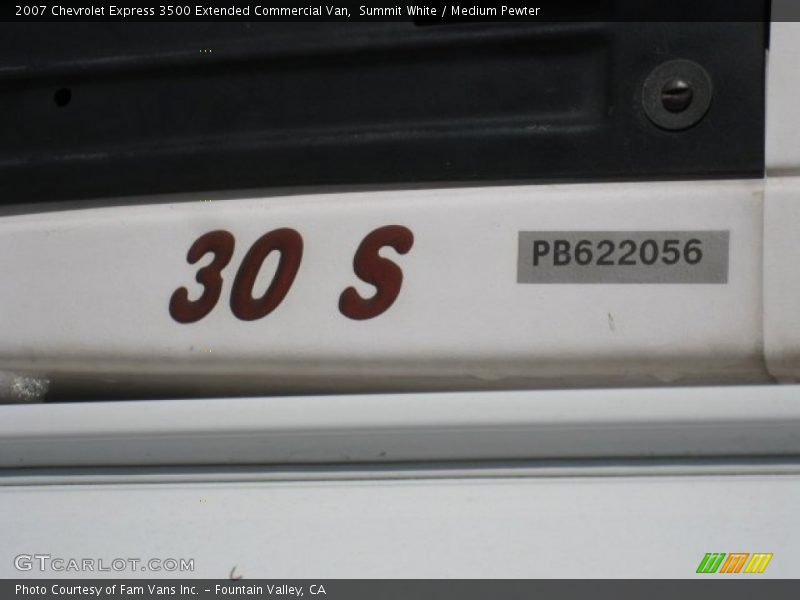 2007 Chevrolet Express 3500 Extended Commercial Van,  Summit White / Medium Pewter
30 S PB622056
GTCARLOT.COM
Photo Courtesy of Fam Vans Inc. - Fountain Valley, CA